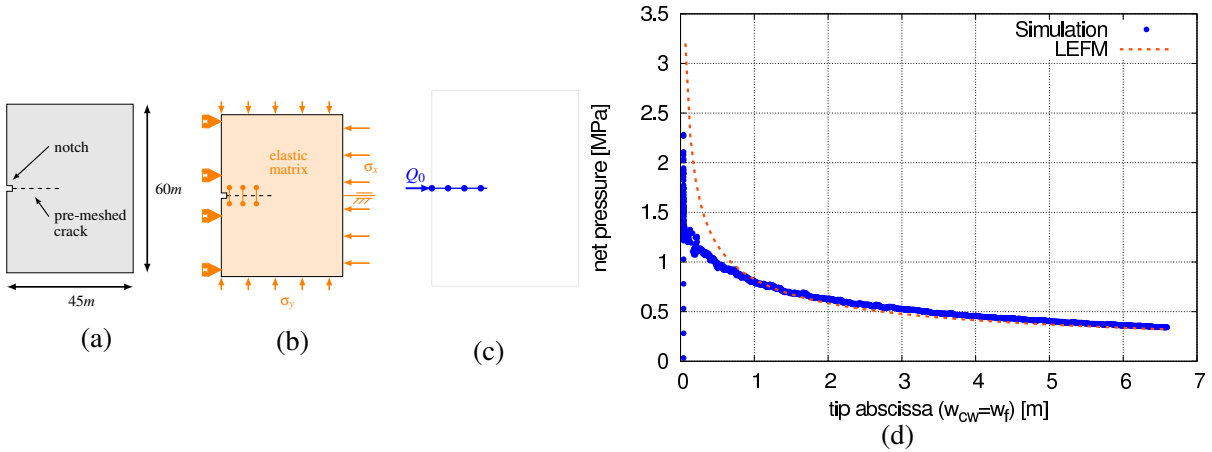 notch
pre-meshed
crack
60m
45m
(a)
elastic
matrix
σx
σy
(b)
Q0
(c)
net pressure [MPa]
3.5
3
2.5
2
1.5
1
0.5
0
Simulation
LEFM
0 1 2 3 4 5 6 7
tip abscissa (wcw=wf) [m]
(d)